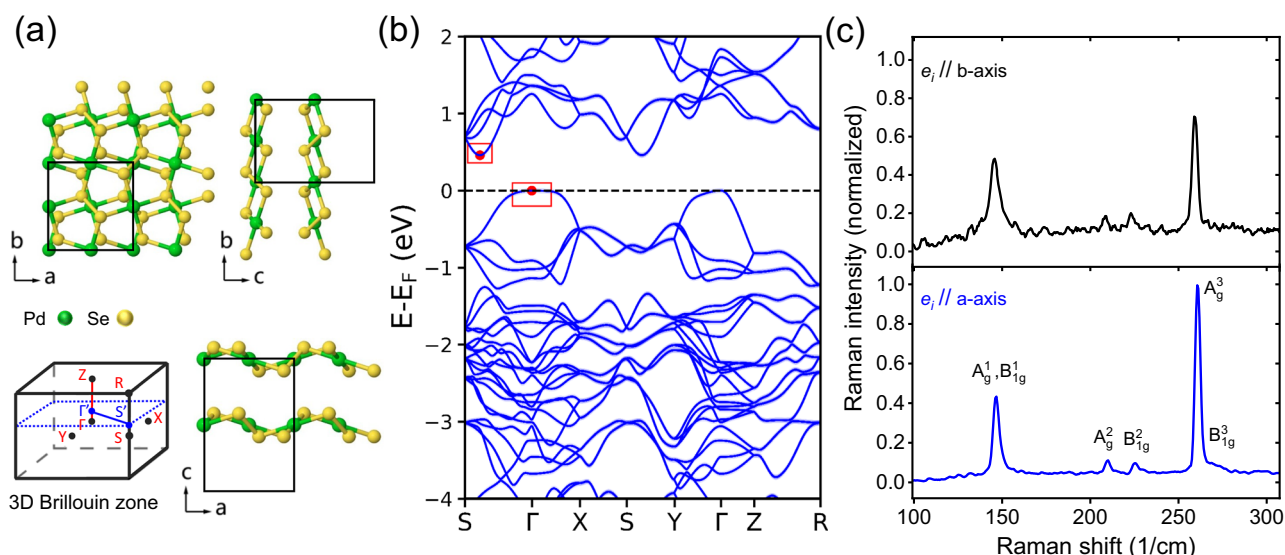 (a)
b
a
b
c
Pd
Se
Z
R
Γ'
S'
Γ
X
Y
S
3D Brillouin zone
c
a
(b)
E-E_F (eV)
2
1
0
−1
−2
−3
−4
S Γ X S Y Γ Z R
(c)
Raman intensity (normalized)
e_i // b-axis
1.0
0.8
0.6
0.4
0.2
0.0
e_i // a-axis
1.0
0.8
0.6
0.4
0.2
0.0
A_g^3
A_g^1,B_1g^1
A_g^2
B_1g^2
B_1g^3
100 150 200 250 300
Raman shift (1/cm)